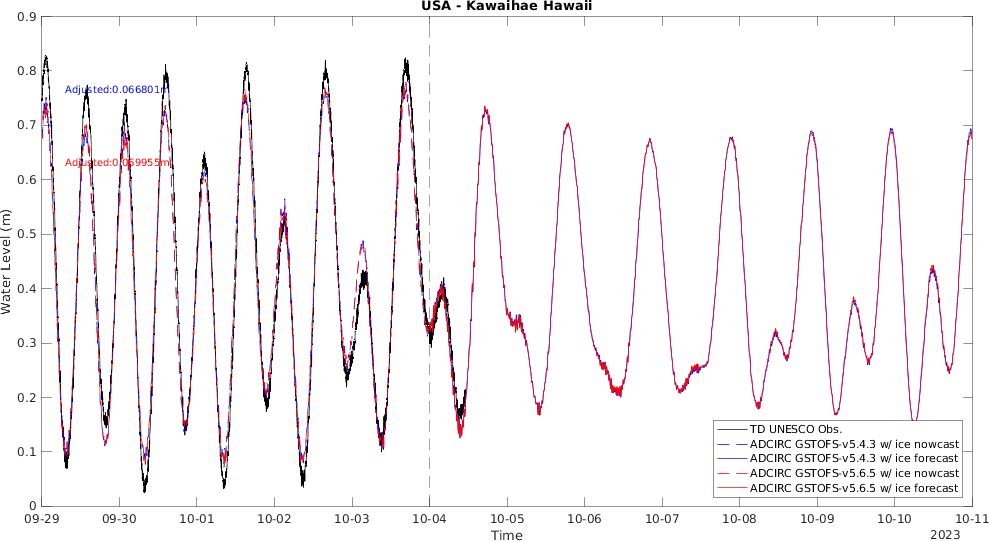 USA - Kawaihae Hawaii
0.9
0.8
0.7
0.6
0.5
0.4
0.3
0.2
0.1
0
Water Level (m)
Adjusted:0.066801m
Adjusted:0.059955m
TD UNESCO Obs.
ADCIRC GSTOFS-v5.4.3 w/ ice nowcast
ADCIRC GSTOFS-v5.4.3 w/ ice forecast
ADCIRC GSTOFS-v5.6.5 w/ ice nowcast
ADCIRC GSTOFS-v5.6.5 w/ ice forecast
09-29 09-30 10-01 10-02 10-03 10-04 10-05 10-06 10-07 10-08 10-09 10-10 10-11
Time
2023